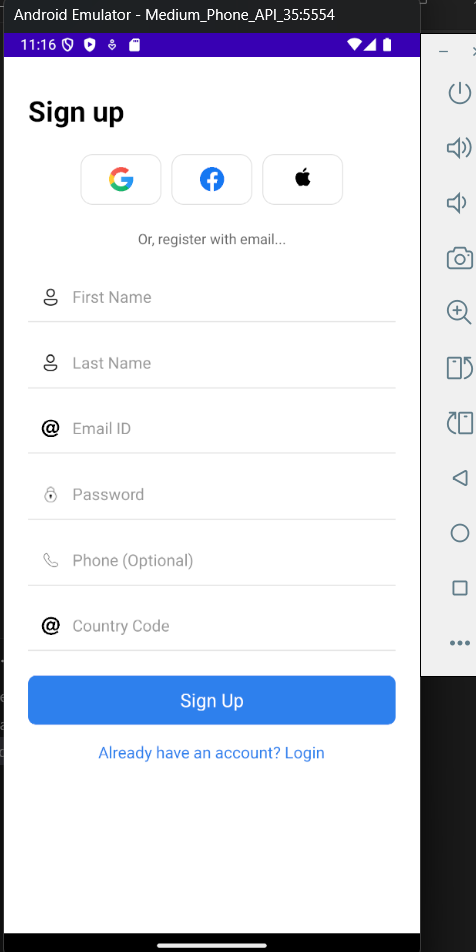 Android Emulator - Medium_Phone_API_35:5554
11:16
Sign up
Or, register with email...
First Name
Last Name
@ Email ID
Password
Phone (Optional)
@ Country Code
Sign Up
Already have an account? Login